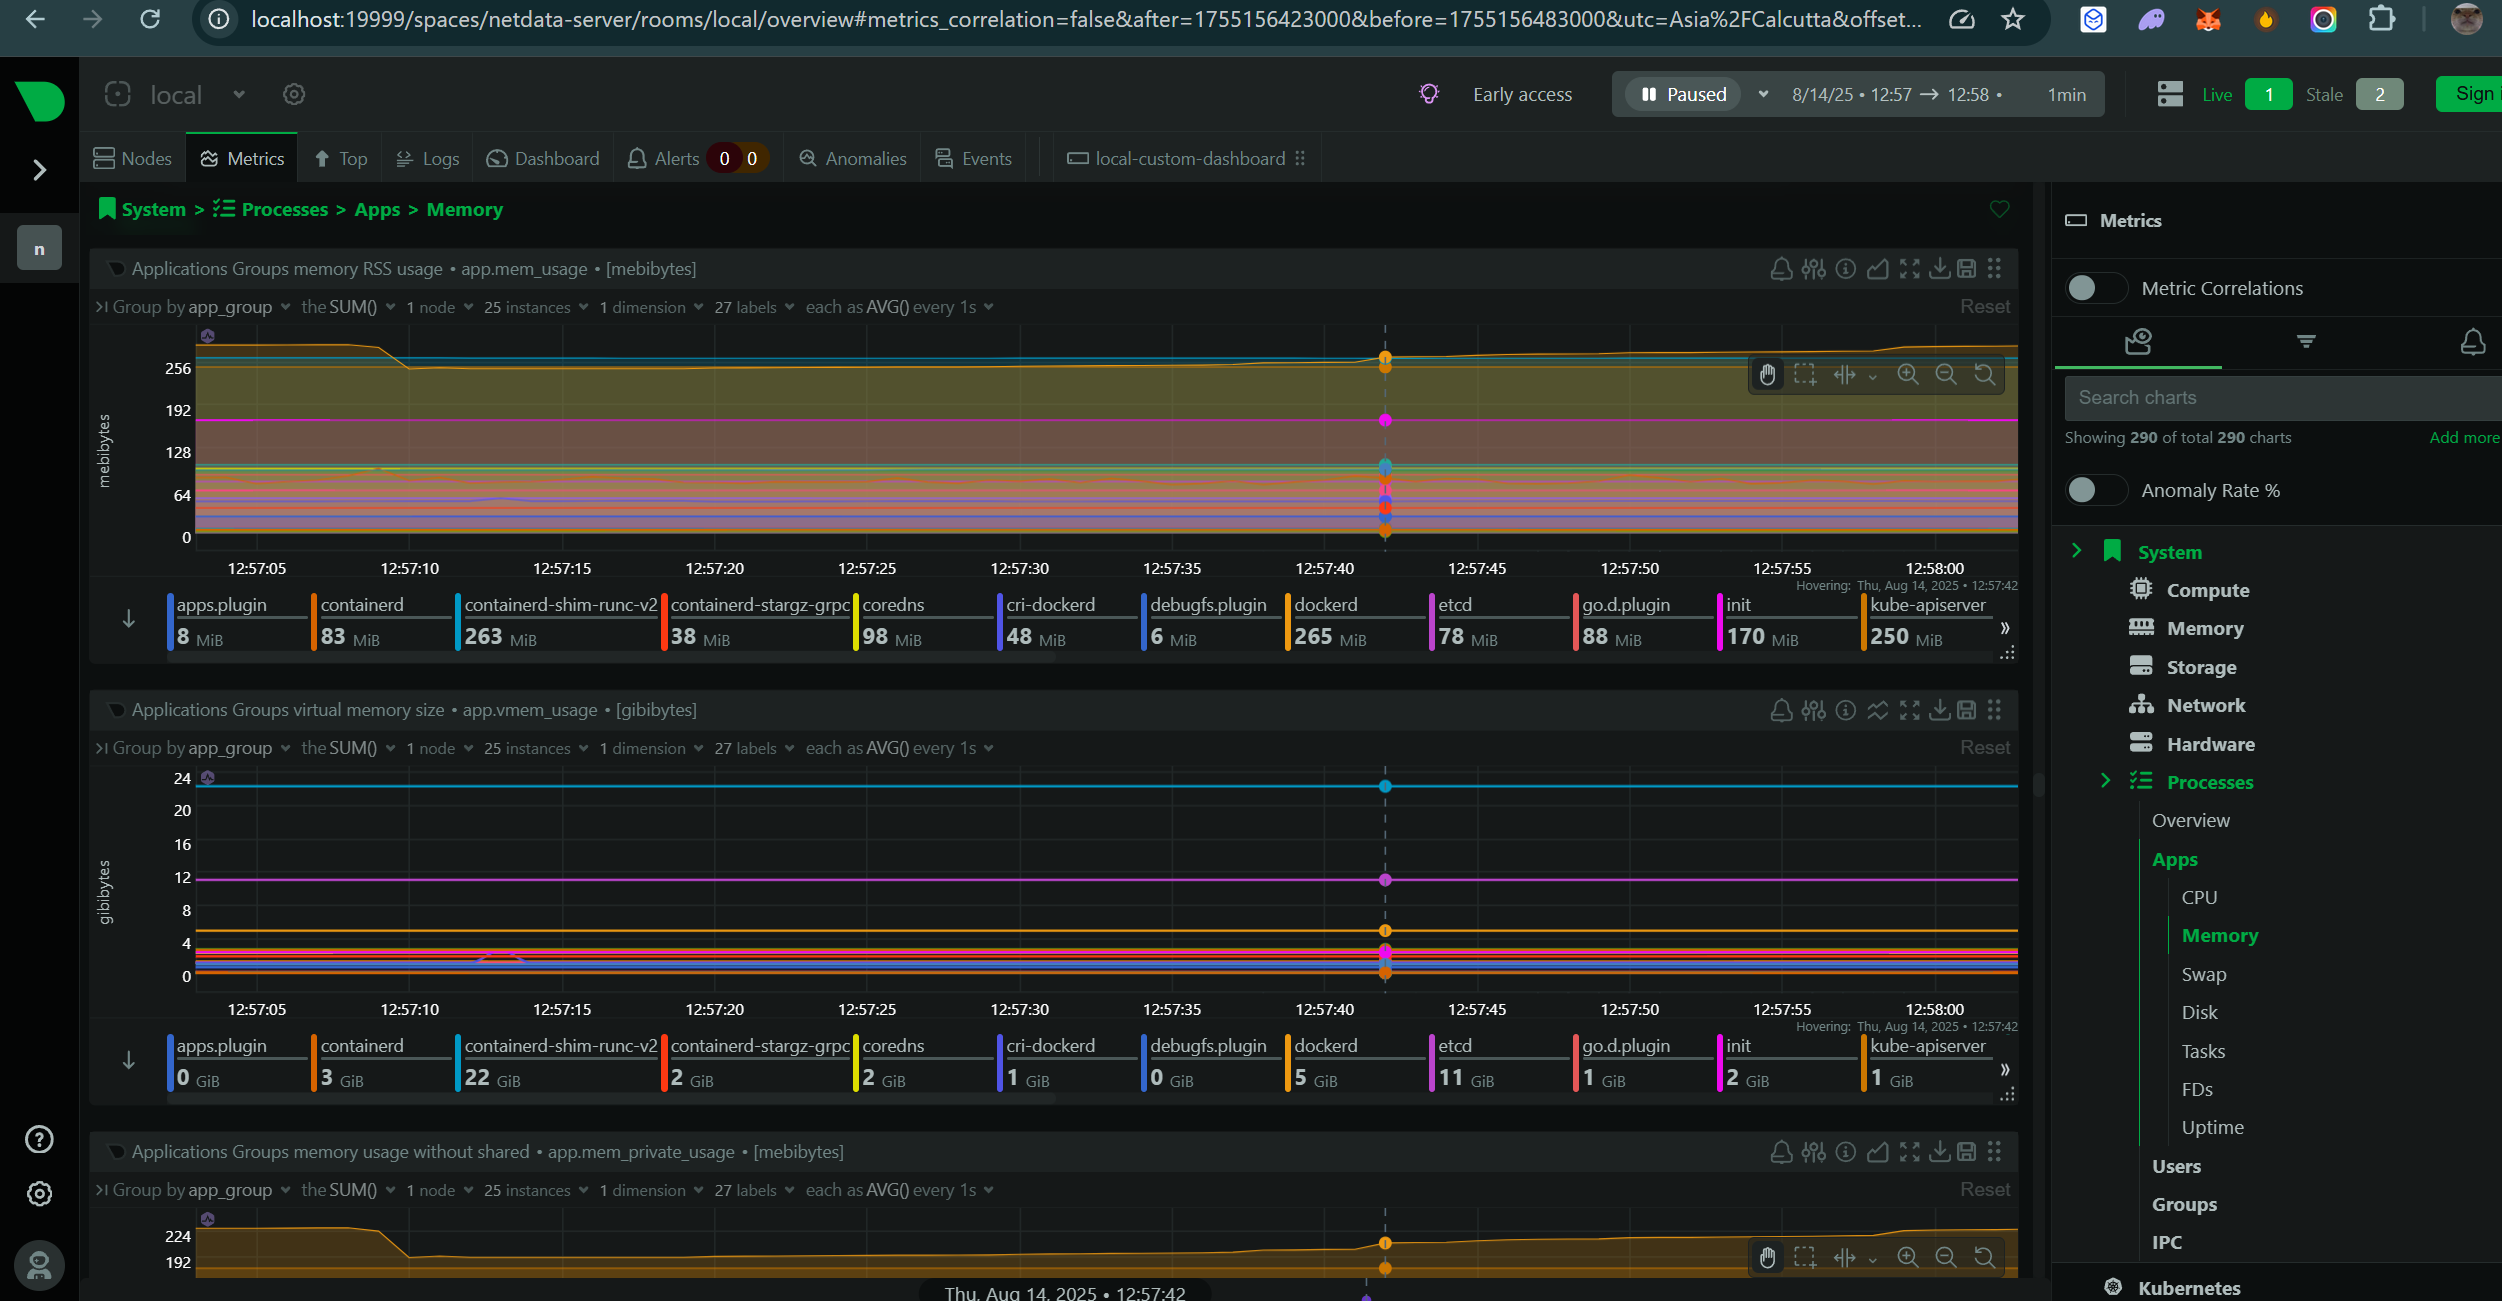 localhost:19999/spaces/netdata-server/rooms/local/overview#metrics_correlation=false&after=1755156423000&before=1755156483000&utc=Asia%2FCalcutta&offset...
local
Early access
Paused
8/14/25 • 12:57 → 12:58 • 1min
Live 1 Stale 2
Sign
Nodes Metrics Top Logs Dashboard Alerts 0 0 Anomalies Events local-custom-dashboard
n
System > Processes > Apps > Memory
Applications Groups memory RSS usage • app.mem_usage • [mebibytes]
Group by app_group the SUM() 1 node 25 instances 1 dimension 27 labels each as AVG() every 1s Reset
mebibytes
256
192
128
64
0
12:57:05 12:57:10 12:57:15 12:57:20 12:57:25 12:57:30 12:57:35 12:57:40 12:57:45 12:57:50 12:57:55 12:58:00
Hovering: Thu, Aug 14, 2025 • 12:57:42
apps.plugin containerd containerd-shim-runc-v2 containerd-stargz-grpc coredns cri-dockerd debugfs.plugin dockerd etcd go.d.plugin init kube-apiserver
8 MiB 83 MiB 263 MiB 38 MiB 98 MiB 48 MiB 6 MiB 265 MiB 78 MiB 88 MiB 170 MiB 250 MiB
Applications Groups virtual memory size • app.vmem_usage • [gibibytes]
Group by app_group the SUM() 1 node 25 instances 1 dimension 27 labels each as AVG() every 1s Reset
gibibytes
24
20
16
12
8
4
0
12:57:05 12:57:10 12:57:15 12:57:20 12:57:25 12:57:30 12:57:35 12:57:40 12:57:45 12:57:50 12:57:55 12:58:00
Hovering: Thu, Aug 14, 2025 • 12:57:42
apps.plugin containerd containerd-shim-runc-v2 containerd-stargz-grpc coredns cri-dockerd debugfs.plugin dockerd etcd go.d.plugin init kube-apiserver
0 GiB 3 GiB 22 GiB 2 GiB 2 GiB 1 GiB 0 GiB 5 GiB 11 GiB 1 GiB 2 GiB 1 GiB
Applications Groups memory usage without shared • app.mem_private_usage • [mebibytes]
Group by app_group the SUM() 1 node 25 instances 1 dimension 27 labels each as AVG() every 1s Reset
224
192
Thu, Aug 14, 2025 • 12:57:42
Metrics
Metric Correlations
Search charts
Showing 290 of total 290 charts Add more
Anomaly Rate %
System
Compute
Memory
Storage
Network
Hardware
Processes
Overview
Apps
CPU
Memory
Swap
Disk
Tasks
FDs
Uptime
Users
Groups
IPC
Kubernetes